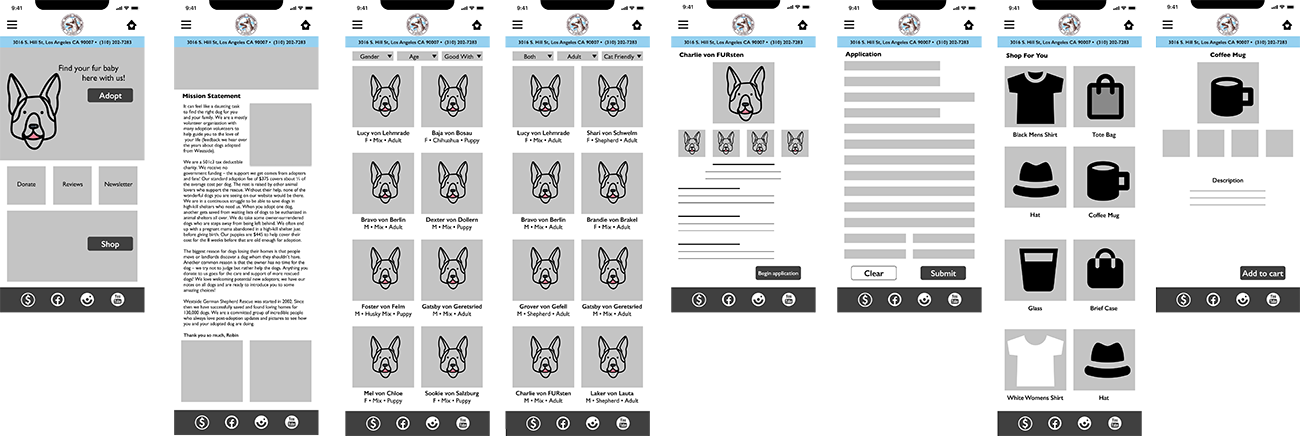 9:41
3016 S. Hill St, Los Angeles CA 90007 • (310) 202-7283
Find your fur baby
here with us!
Adopt
Donate
Reviews
Newsletter
Shop
9:41
3016 S. Hill St, Los Angeles CA 90007 • (310) 202-7283
Mission Statement
It can feel like a daunting task
to find the right dog for you
and your family. We are a mostly
volunteer organization with
many adoption volunteers to
help guide you to the love of
your life (feedback we hear over
the years about dogs adopted
from Westside).
We are a 501c3 tax deductible
charity. We receive no
government funding – the support we get comes from adopters
and fans! Our standard adoption fee of $375 covers about ⅓ of
the average cost per dog. The rest is raised by other animal
lovers who support the rescue. Without their help, none of the
wonderful dogs you are seeing on our website would be there.
We are in a continuous struggle to be able to save dogs in
high-kill shelters who need us. When you adopt one dog,
another gets saved from waiting lists of dogs to be euthanized in
animal shelters all over. We do take some owner-surrendered
dogs who are steps away from being left behind. We often end
up with a pregnant mama abandoned in a high-kill shelter just
before giving birth. Our puppies are $445 to help cover their
cost for the 8 weeks before that are old enough for adoption.
The biggest reason for dogs losing their homes is that people
move or landlords discover a dog whom they shouldn't have.
Another common reason is that the owner has no time for the
dog – we try not to judge but rather help the dogs. Anything you
donate to us goes for the care and support of more rescued
dogs! We love welcoming potential new adopters; we have our
notes on all dogs and are ready to introduce you to some
amazing choices!
Westside German Shepherd Rescue was started in 2002. Since
then we have successfully saved and found loving homes for
130,000 dogs. We are a committed group of incredible people
who always love post-adoption updates and pictures to see how
you and your adopted dog are doing.
Thank you so much, Robin
9:41
3016 S. Hill St, Los Angeles CA 90007 • (310) 202-7283
Gender Age Good With
Lucy von Lehmrade Baja von Bosau
F • Mix • Adult F • Chihuahua • Puppy
Bravo von Berlin Dexter von Dollern
M • Mix • Adult M • Mix • Puppy
Foster von Felm Gatsby von Geretsried
M • Husky Mix • Puppy M • Mix • Adult
Mel von Chloe Sookie von Salzburg
F • Mix • Puppy F • Mix • Puppy
9:41
3016 S. Hill St, Los Angeles CA 90007 • (310) 202-7283
Both Adult Cat Friendly
Lucy von Lehmrade Shari von Schwelm
F • Mix • Adult F • Shepherd • Adult
Bravo von Berlin Brandie von Brakel
M • Mix • Adult F • Mix • Adult
Grover von Gefell Gatsby von Geretsried
M • Shepherd • Adult M • Mix • Adult
Charlie von FURsten Laker von Lauta
M • Mix • Adult M • Shepherd • Adult
9:41
3016 S. Hill St, Los Angeles CA 90007 • (310) 202-7283
Charlie von FURsten
Begin application
9:41
3016 S. Hill St, Los Angeles CA 90007 • (310) 202-7283
Application
Clear Submit
9:41
3016 S. Hill St, Los Angeles CA 90007 • (310) 202-7283
Shop For You
Black Mens Shirt Tote Bag
Hat Coffee Mug
Glass Brief Case
White Womens Shirt Hat
9:41
3016 S. Hill St, Los Angeles CA 90007 • (310) 202-7283
Coffee Mug
Description
Add to cart